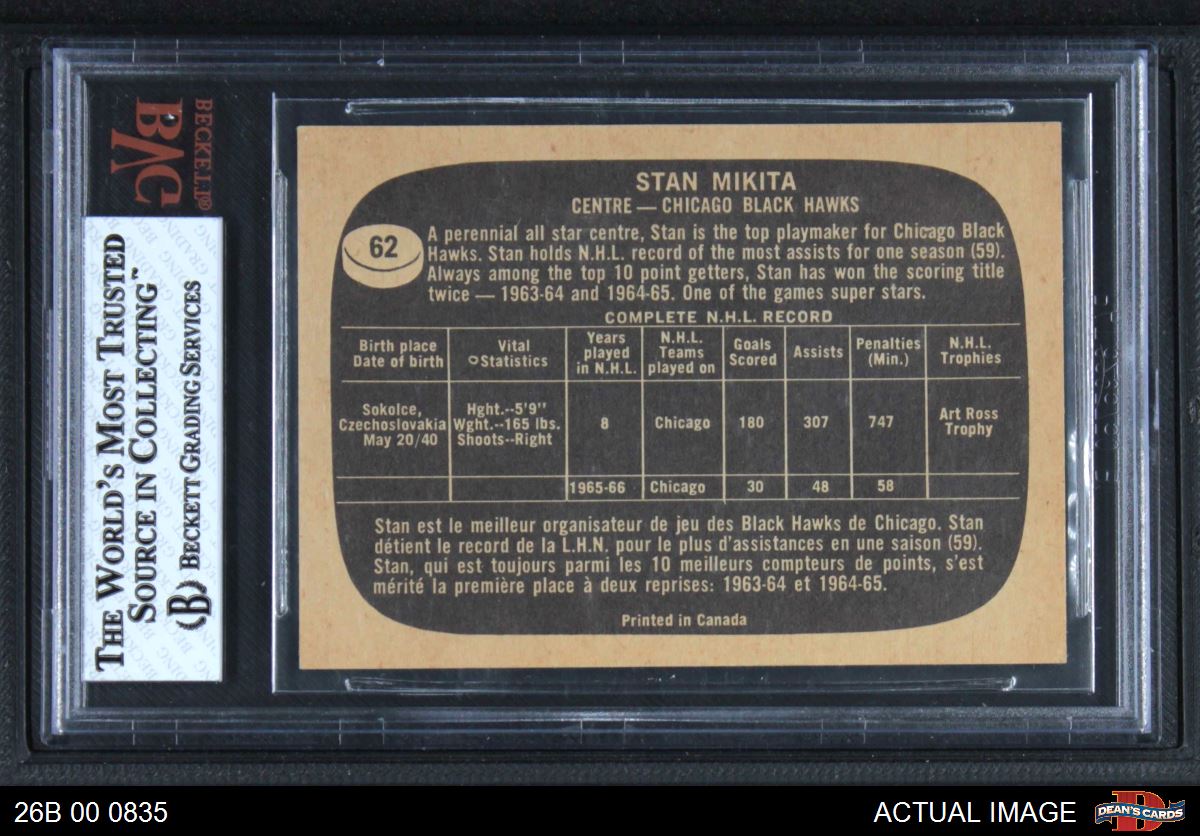 BECKETT®
BVG
THE WORLD'S MOST TRUSTED
SOURCE IN COLLECTING™
(B) BECKETT GRADING SERVICES
STAN MIKITA
CENTRE — CHICAGO BLACK HAWKS
62
A perennial all star centre, Stan is the top playmaker for Chicago Black
Hawks. Stan holds N.H.L. record of the most assists for one season (59).
Always among the top 10 point getters, Stan has won the scoring title
twice — 1963-64 and 1964-65. One of the games super stars.
COMPLETE N.H.L. RECORD
Birth place
Date of birth
Vital
Statistics
Years
played
in N.H.L.
N.H.L.
Teams
played on
Goals
Scored
Assists
Penalties
(Min.)
N.H.L.
Trophies
Sokolce,
Czechoslovakia
May 20/40
Hght.--5'9"
Wght.--165 lbs.
Shoots--Right
8
Chicago
180
307
747
Art Ross
Trophy
1965-66
Chicago
30
48
58
Stan est le meilleur organisateur de jeu des Black Hawks de Chicago. Stan
détient le record de la L.H.N. pour le plus d'assistances en une saison (59).
Stan, qui est toujours parmi les 10 meilleurs compteurs de points, s'est
mérité la première place à deux reprises: 1963-64 et 1964-65.
Printed in Canada
26B 00 0835
ACTUAL IMAGE
DEAN'S CARDS